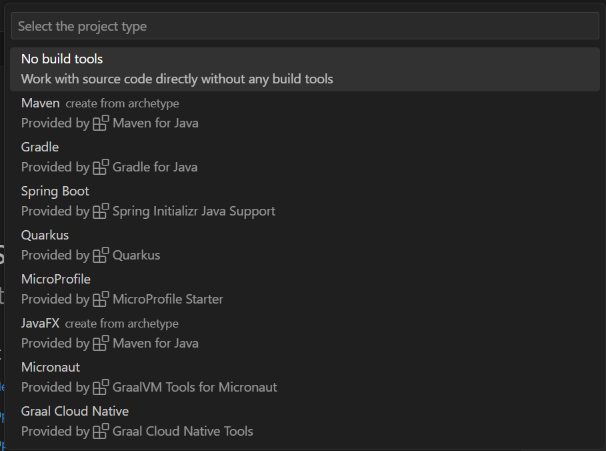 Select the project type
No build tools
Work with source code directly without any build tools
Maven create from archetype
Provided by Maven for Java
Gradle
Provided by Gradle for Java
Spring Boot
Provided by Spring Initializr Java Support
Quarkus
Provided by Quarkus
MicroProfile
Provided by MicroProfile Starter
JavaFX create from archetype
Provided by Maven for Java
Micronaut
Provided by GraalVM Tools for Micronaut
Graal Cloud Native
Provided by Graal Cloud Native Tools